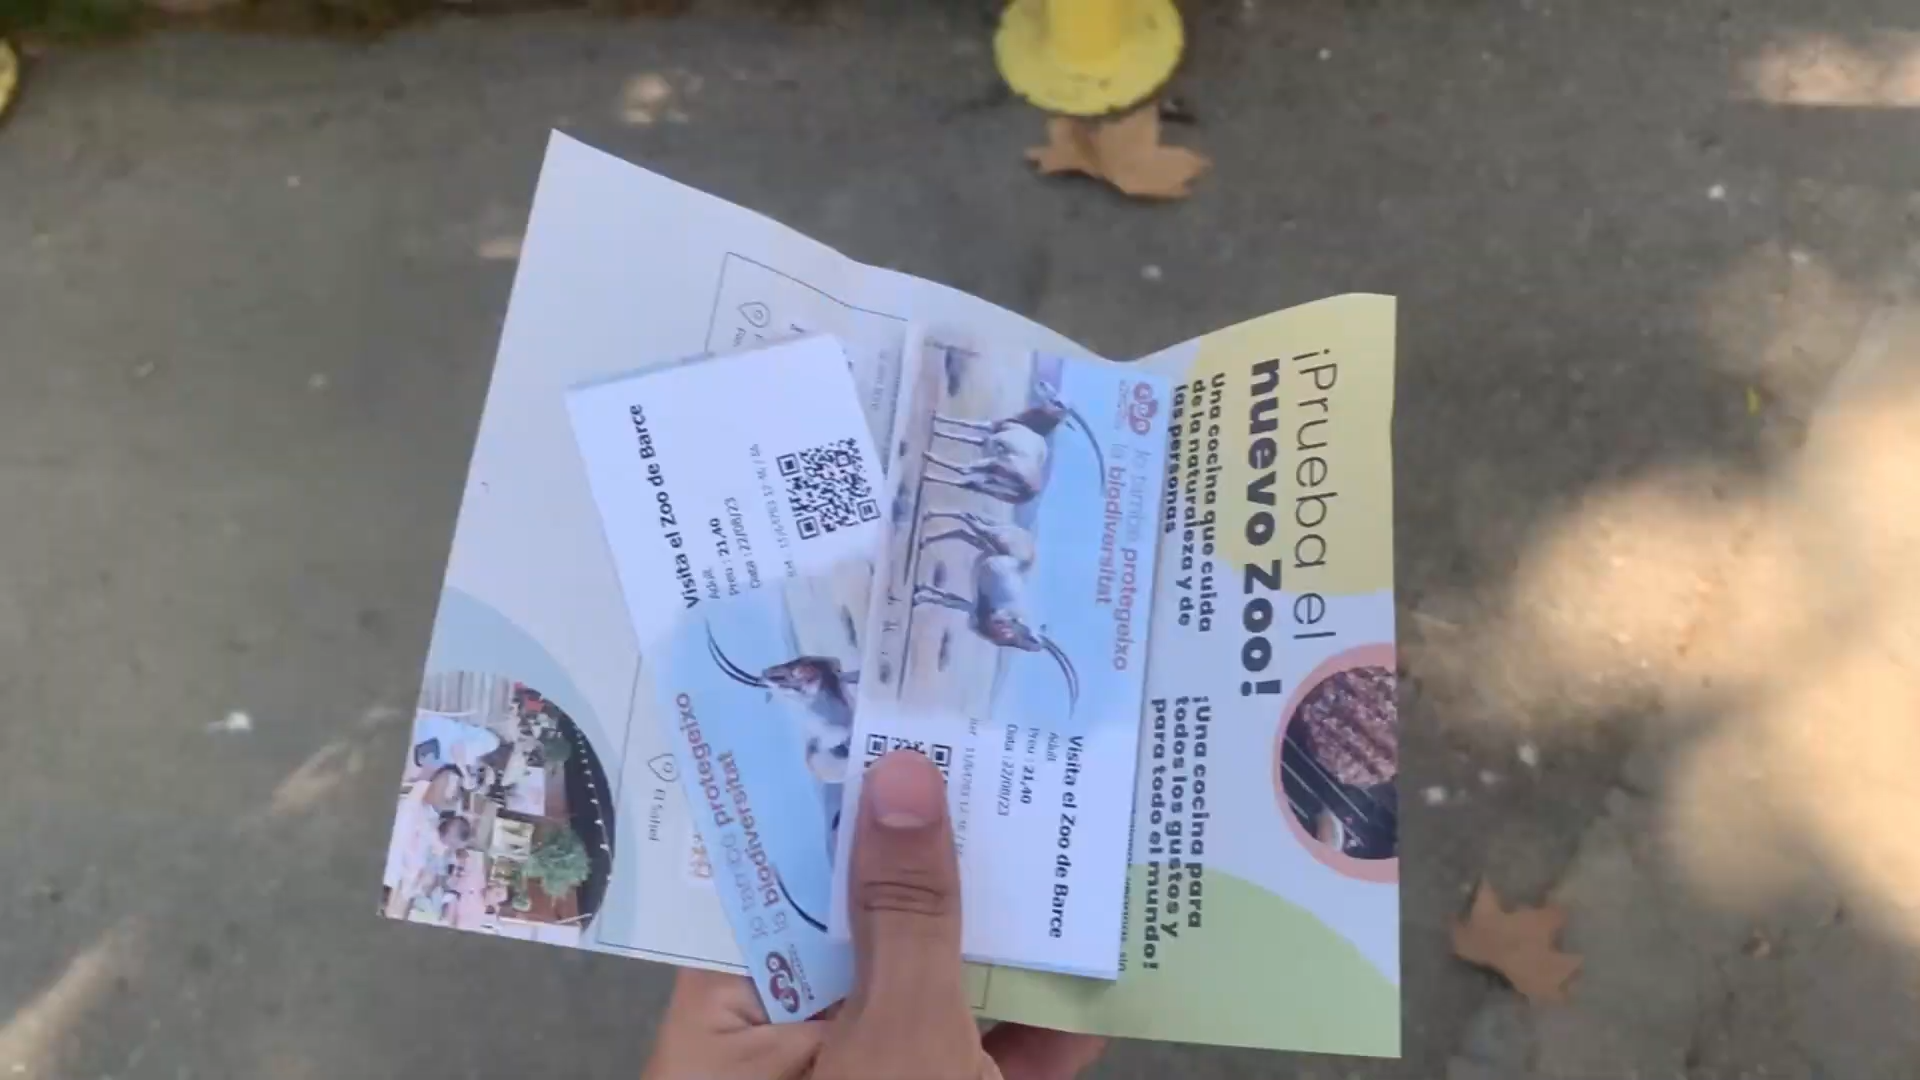 ¡Prueba el
nuevo zoo!
Una cocina que cuida
de la naturaleza y de
las personas
¡Una cocina para
todos los gustos y
para todo el mundo!
Jo també protegeixo
la biodiversitat
Visita el Zoo de Barce
Adult
Preu : 21,40
Data : 22/08/23
Visita el Zoo de Barce
Adult
Preu : 21,40
Data : 22/08/23
Jo també protegeixo
la biodiversitat